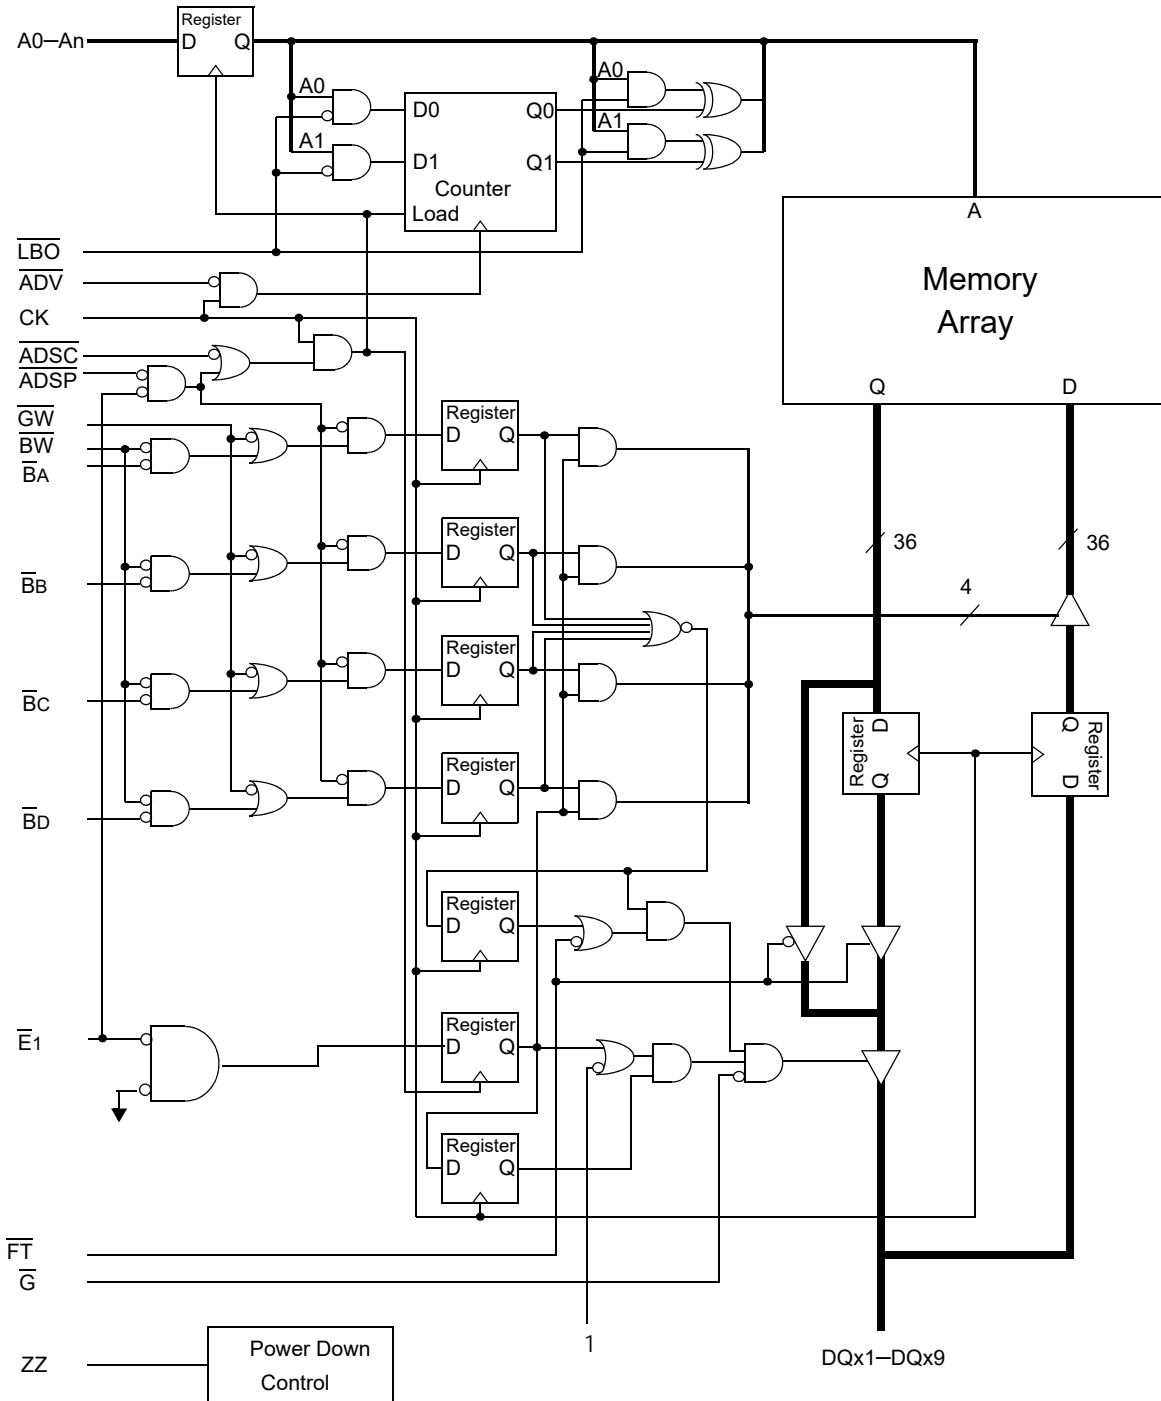 Register
A0–An
D Q
A0
A0
D0
Q0
A1
A1
D1
Q1
Counter
Load
A
LBO
ADV
Memory
CK
Array
ADSC
ADSP
Q
D
GW
Register
BW
D Q
BA
Register
36
36
D Q
BB
4
Register
D Q
BC
Register
D
Q
Register
Q
D
Register
D Q
BD
Register
D Q
Register
E1
D Q
Register
D Q
FT
G
1
Power Down
ZZ
Control
DQx1–DQx9